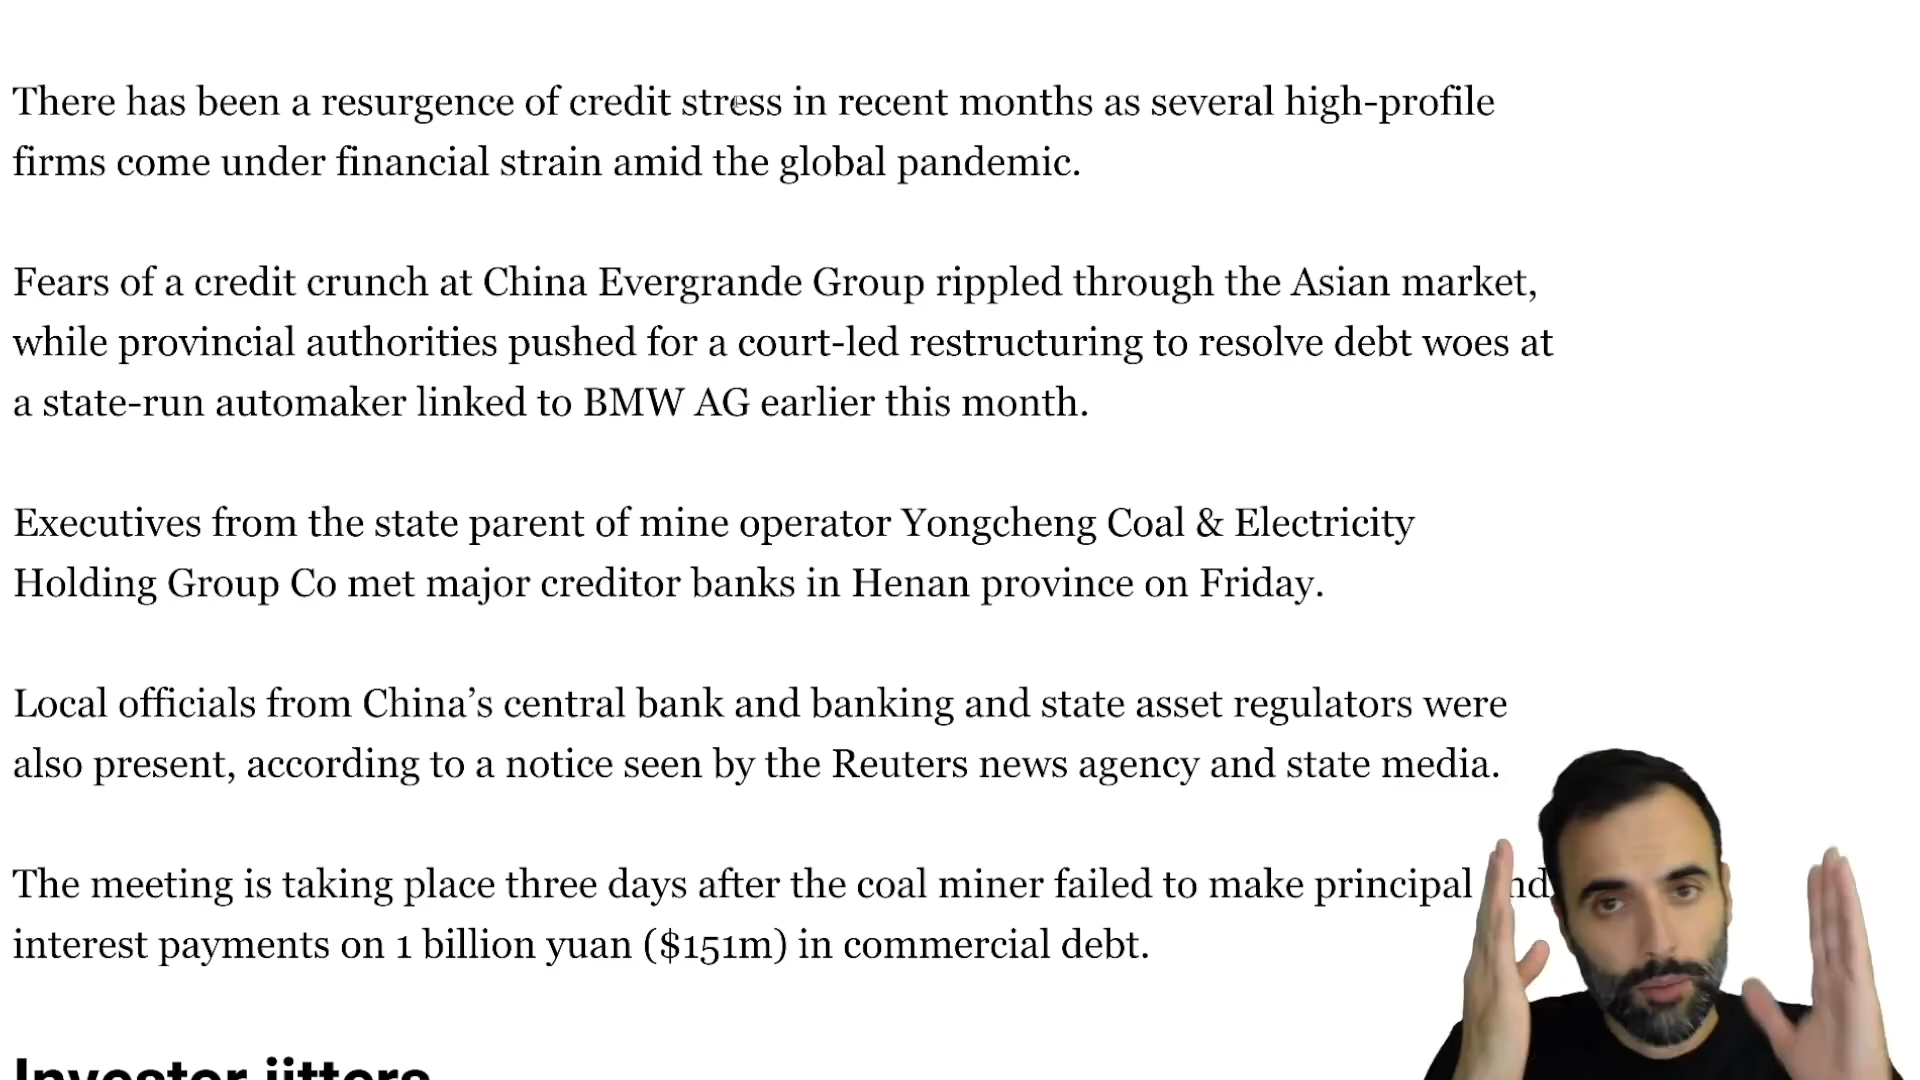 There has been a resurgence of credit stress in recent months as several high-profile
firms come under financial strain amid the global pandemic.
Fears of a credit crunch at China Evergrande Group rippled through the Asian market,
while provincial authorities pushed for a court-led restructuring to resolve debt woes at
a state-run automaker linked to BMW AG earlier this month.
Executives from the state parent of mine operator Yongcheng Coal & Electricity
Holding Group Co met major creditor banks in Henan province on Friday.
Local officials from China’s central bank and banking and state asset regulators were
also present, according to a notice seen by the Reuters news agency and state media.
The meeting is taking place three days after the coal miner failed to make principal and
interest payments on 1 billion yuan ($151m) in commercial debt.
Investor jitters